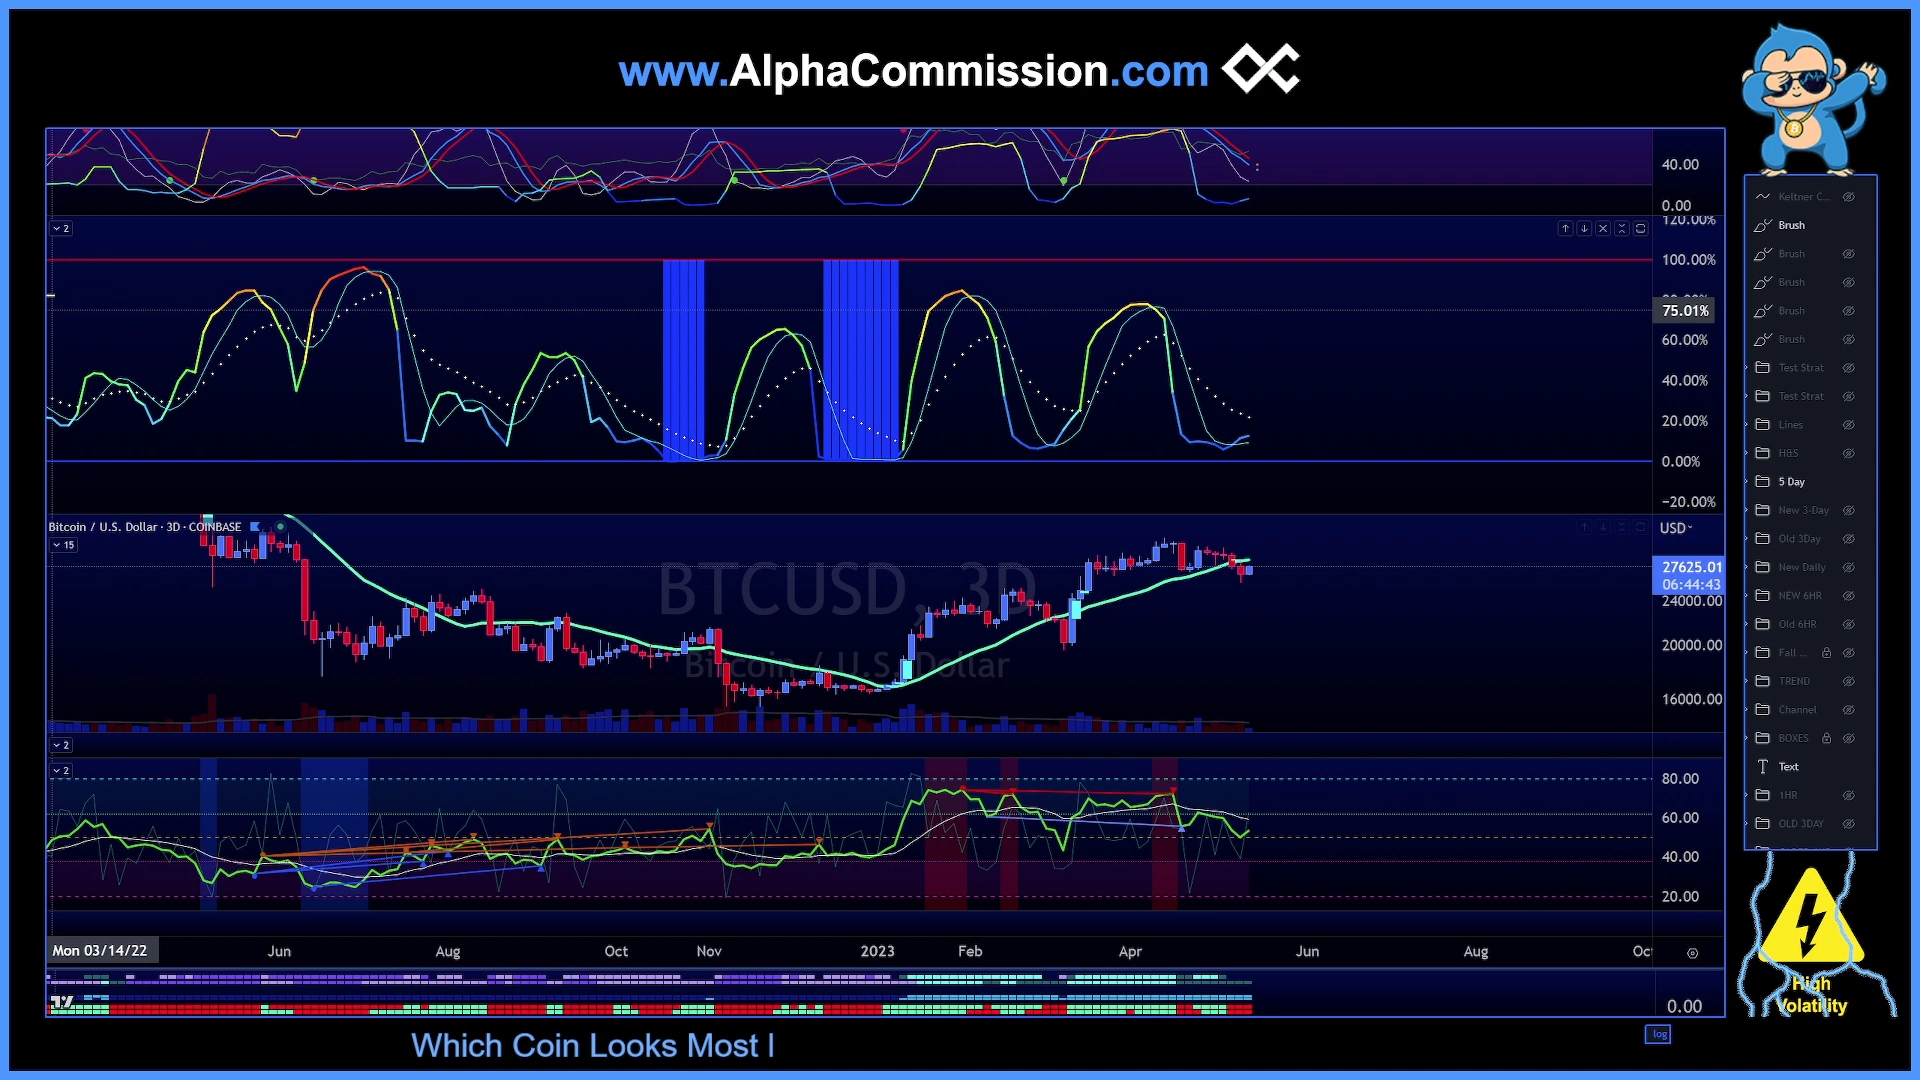 www.AlphaCommission.com
40.00
0.00
120.00%
2
100.00%
75.01%
60.00%
40.00%
20.00%
0.00%
−20.00%
Bitcoin / U.S. Dollar · 3D · COINBASE
USD
15
BTCUSD, 3D
Bitcoin / U.S. Dollar
27625.01
06:44:43
24000.00
20000.00
16000.00
2
2
80.00
60.00
40.00
20.00
Mon 03/14/22
Jun
Aug
Oct
Nov
2023
Feb
Apr
Jun
Aug
0.00
Which Coin Looks Most I
log
Keltner C...
Brush
Brush
Brush
Brush
Brush
Test Strat
Test Strat
Lines
H&S
5 Day
New 3-Day
Old 3Day
New Daily
NEW 6HR
Old 6HR
Fall ...
TREND
Channel
BOXES
Text
1HR
OLD 3DAY
High
Volatility